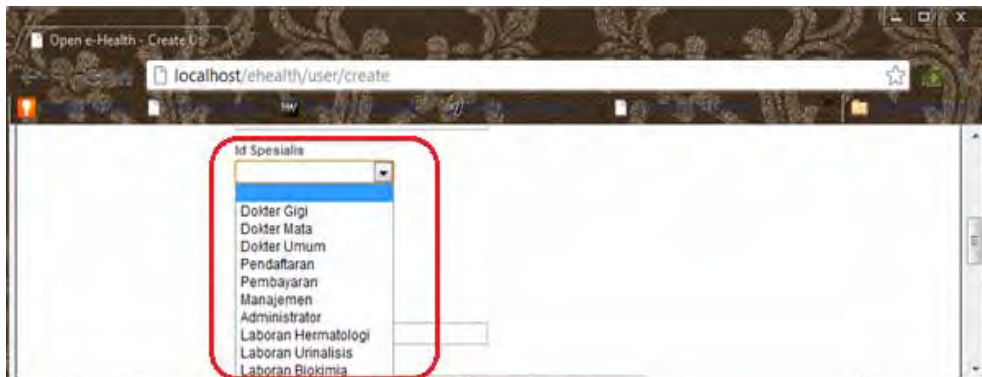 Open e-Health - Create
localhost/ehealth/user/create
Id Spesialis
Dokter Gigi
Dokter Mata
Dokter Umum
Pendaftaran
Pembayaran
Manajemen
Administrator
Laboran Hermatologi
Laboran Urinalisis
Laboran Biokimia